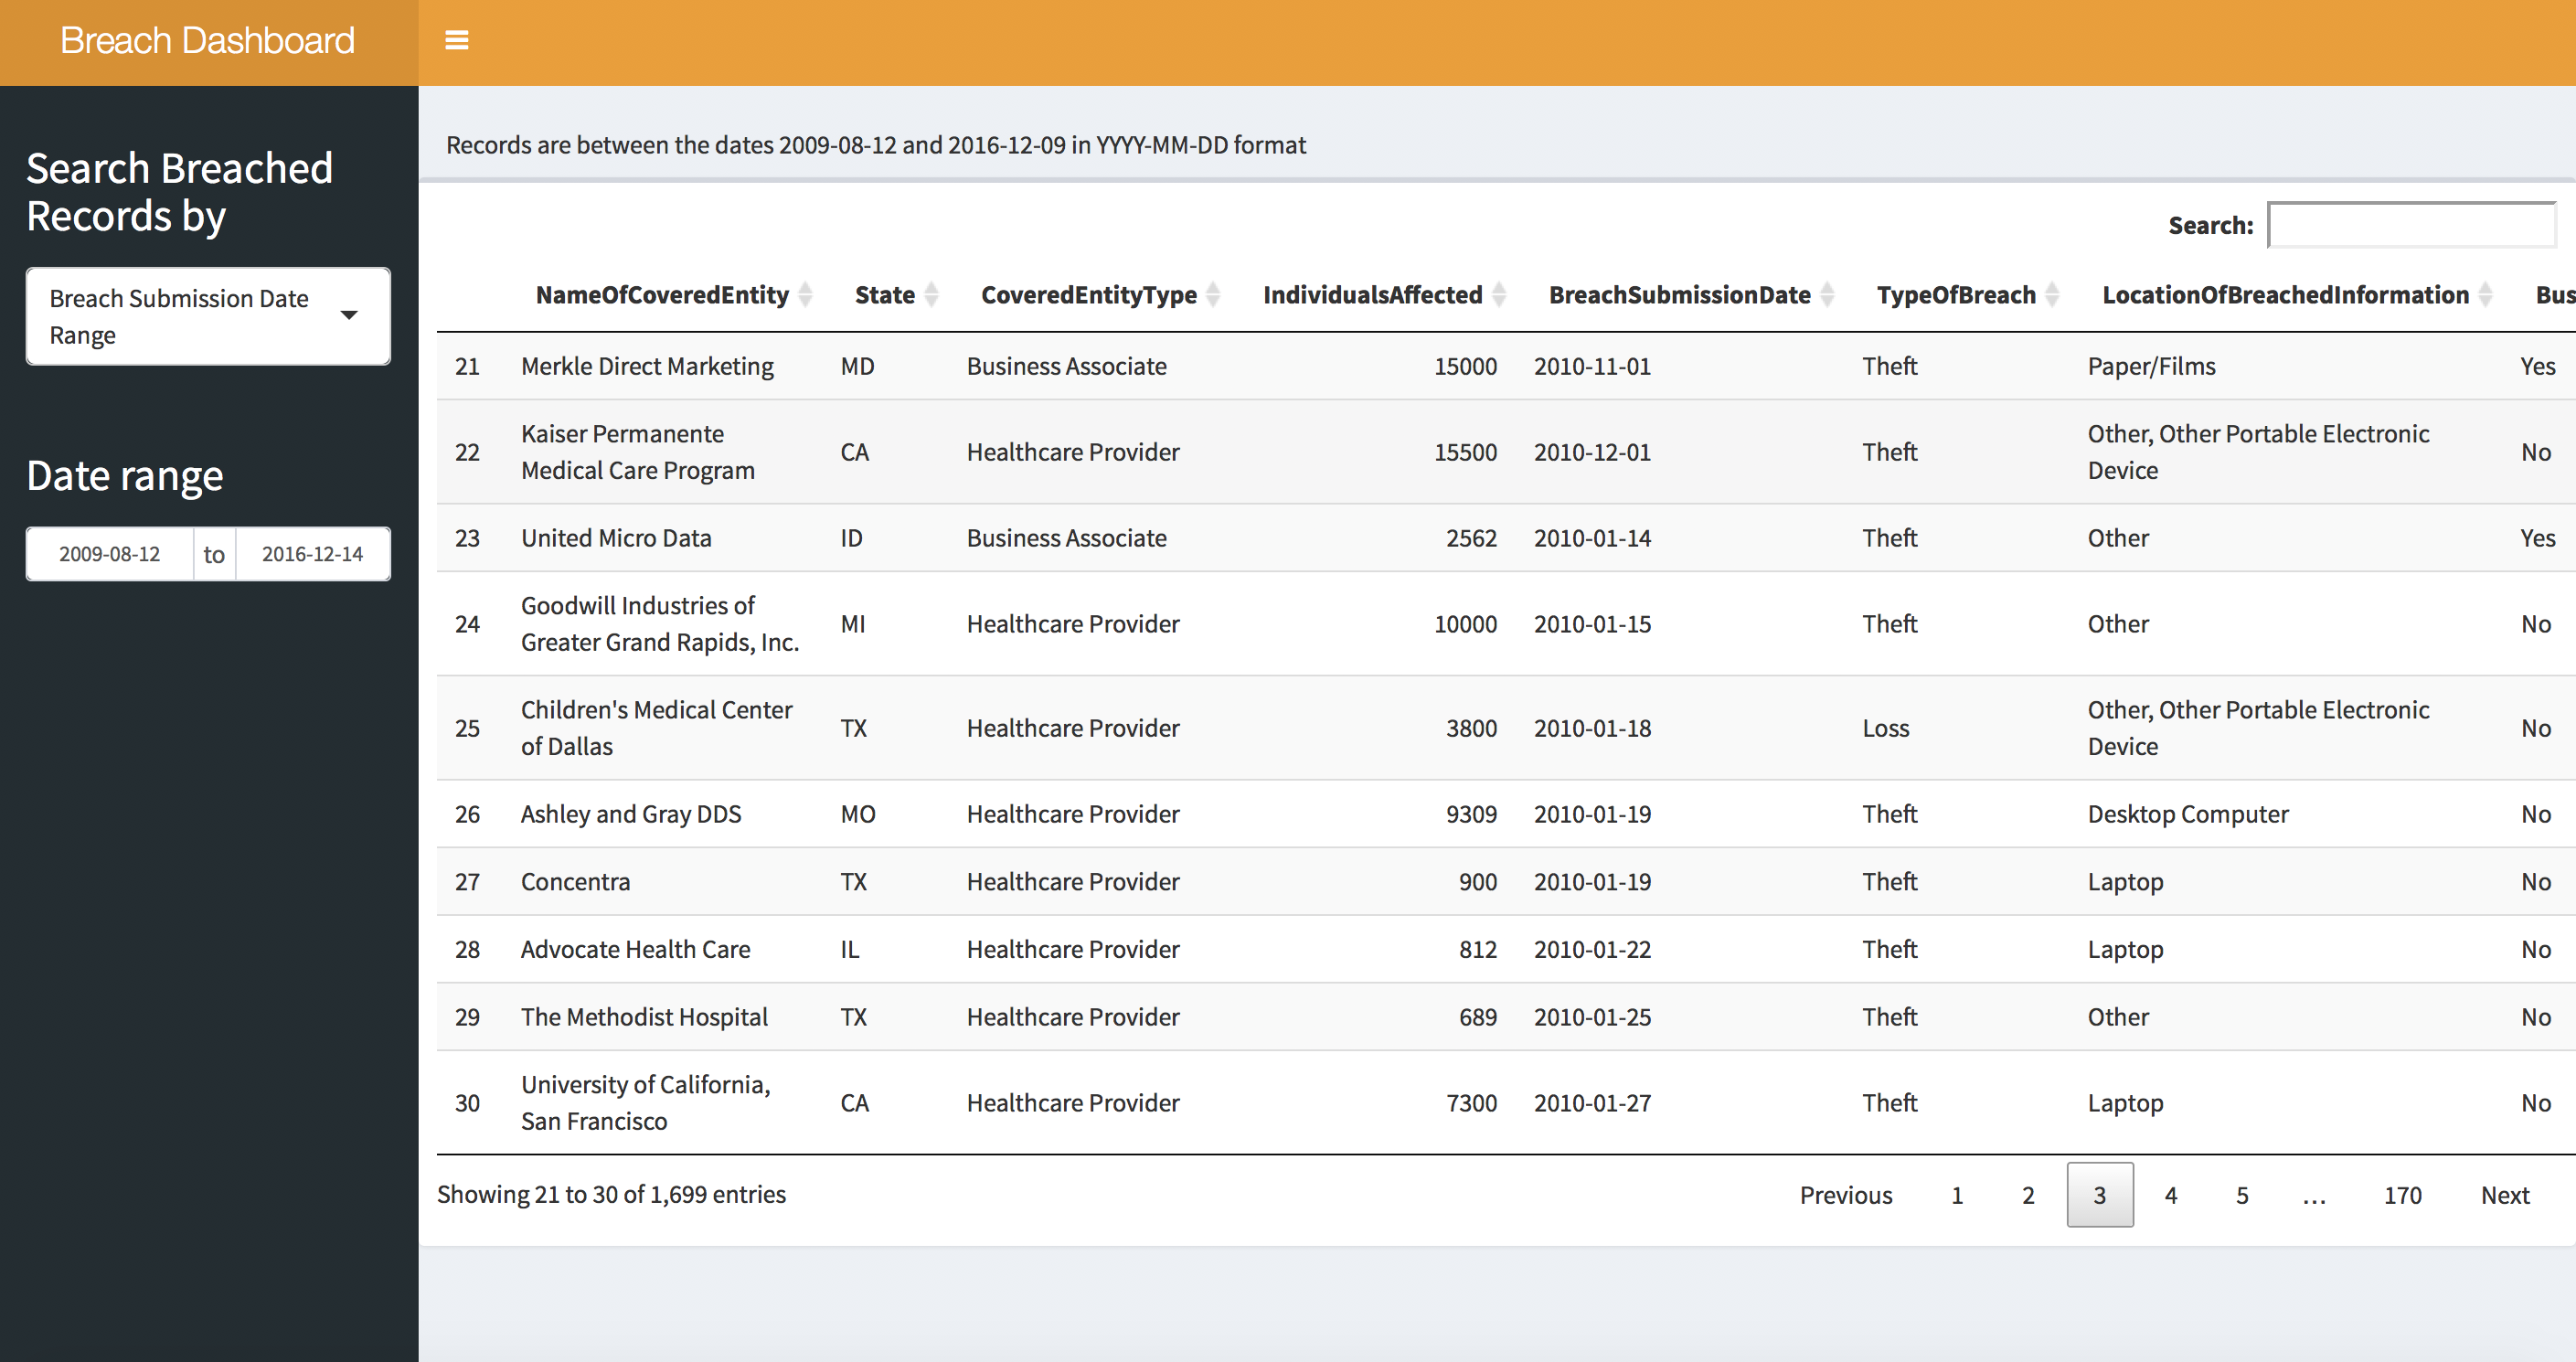 Breach Dashboard
Search Breached
Records by
Breach Submission Date
Range
Date range
2009-08-12 to 2016-12-14
Records are between the dates 2009-08-12 and 2016-12-09 in YYYY-MM-DD format
Search:
NameOfCoveredEntity State CoveredEntityType IndividualsAffected BreachSubmissionDate TypeOfBreach LocationOfBreachedInformation Bus
21 Merkle Direct Marketing MD Business Associate 15000 2010-11-01 Theft Paper/Films Yes
Kaiser Permanente Other, Other Portable Electronic
22 CA Healthcare Provider 15500 2010-12-01 Theft No
Medical Care Program Device
23 United Micro Data ID Business Associate 2562 2010-01-14 Theft Other Yes
Goodwill Industries of
24 MI Healthcare Provider 10000 2010-01-15 Theft Other No
Greater Grand Rapids, Inc.
Children's Medical Center Other, Other Portable Electronic
25 TX Healthcare Provider 3800 2010-01-18 Loss No
of Dallas Device
26 Ashley and Gray DDS MO Healthcare Provider 9309 2010-01-19 Theft Desktop Computer No
27 Concentra TX Healthcare Provider 900 2010-01-19 Theft Laptop No
28 Advocate Health Care IL Healthcare Provider 812 2010-01-22 Theft Laptop No
29 The Methodist Hospital TX Healthcare Provider 689 2010-01-25 Theft Other No
University of California,
30 CA Healthcare Provider 7300 2010-01-27 Theft Laptop No
San Francisco
Showing 21 to 30 of 1,699 entries Previous 1 2 3 4 5 … 170 Next